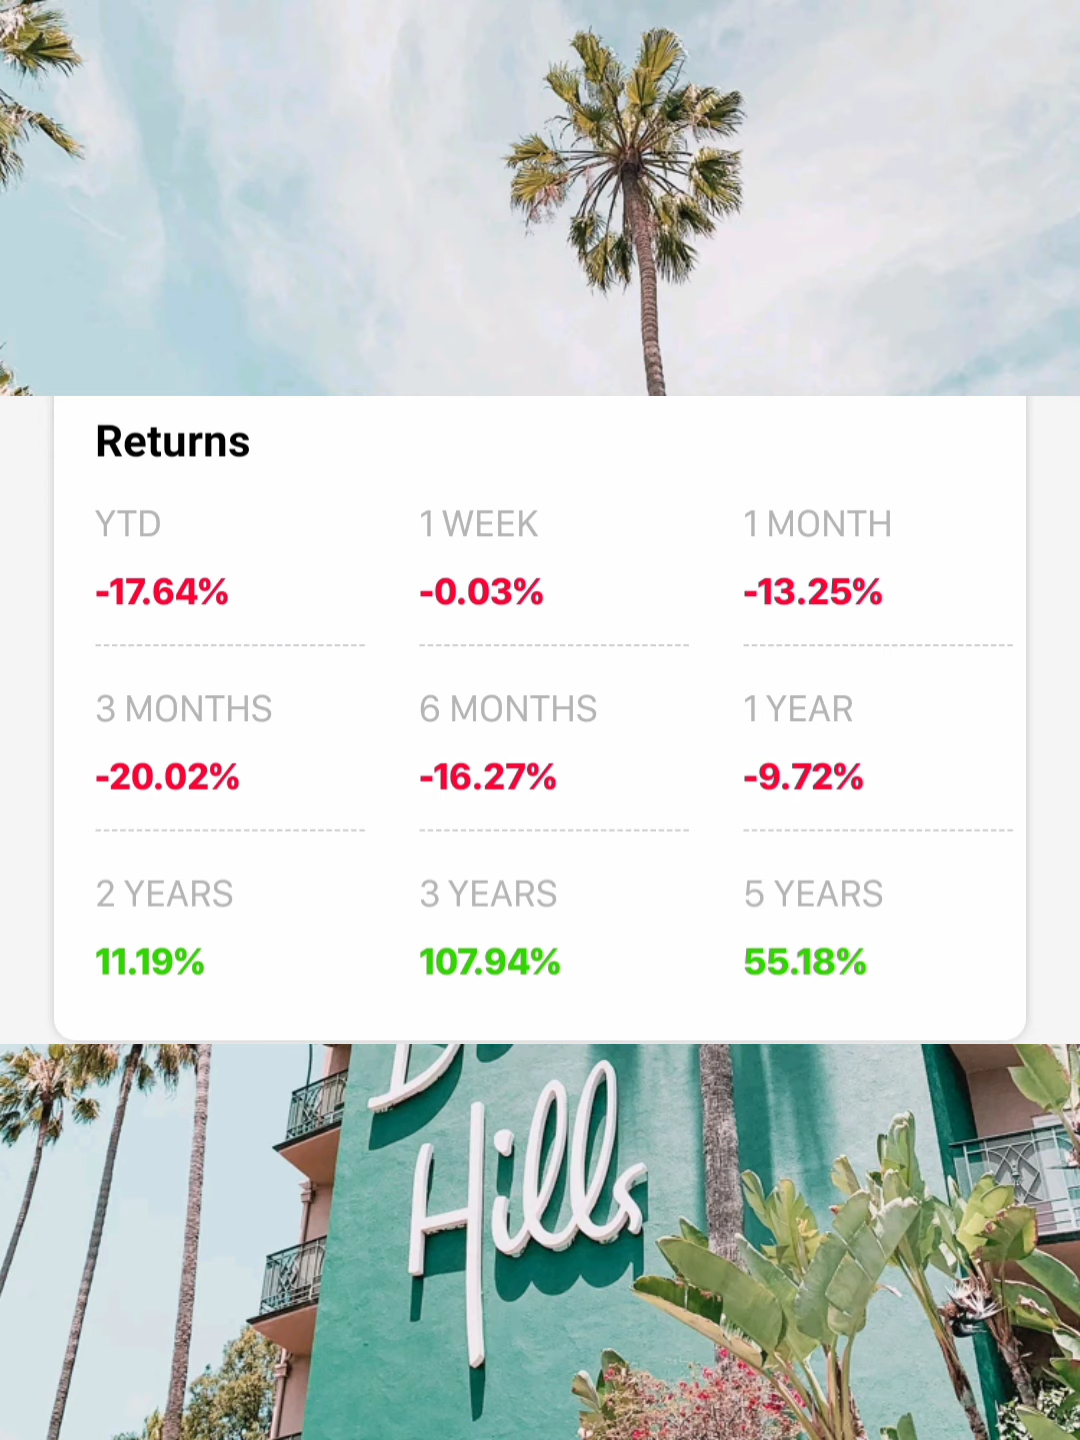 Returns
YTD 1 WEEK 1 MONTH
-17.64% -0.03% -13.25%
3 MONTHS 6 MONTHS 1 YEAR
-20.02% -16.27% -9.72%
2 YEARS 3 YEARS 5 YEARS
11.19% 107.94% 55.18%
Hills